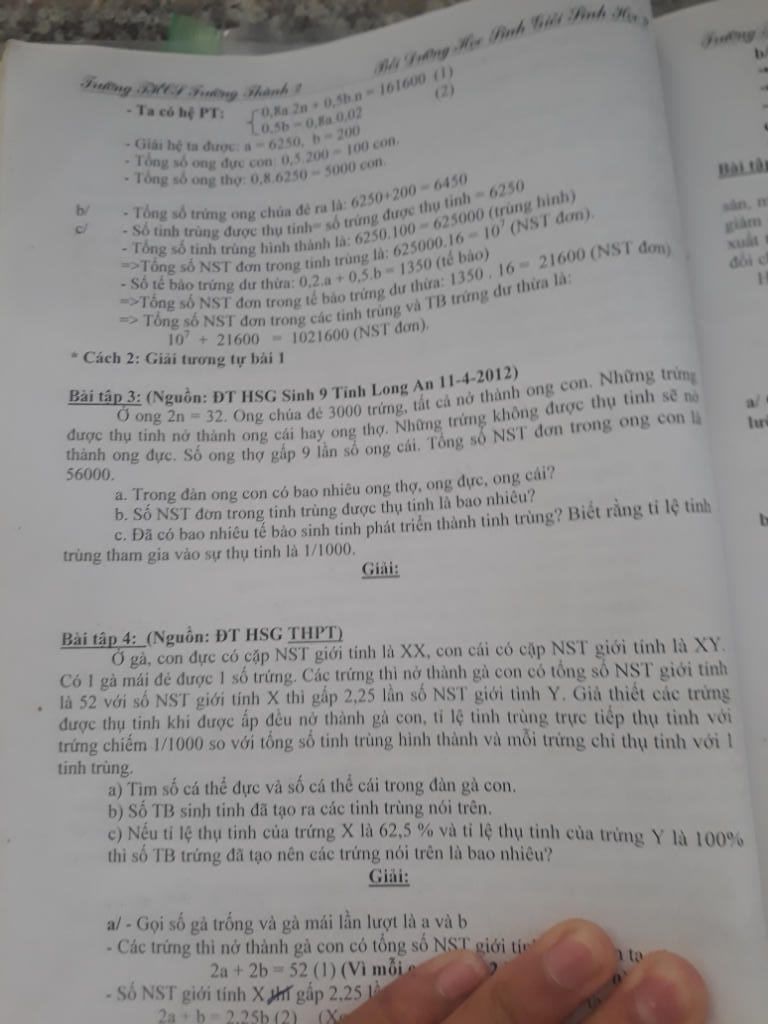 Trường THCS Trường Thành 2 Bồi Dưỡng Học Sinh Giỏi Sinh Học 9
- Ta có hệ PT: {0,8a.2n + 0,5b.n = 161600 (1)
{0,5b = 0,8a.0,02 (2)
- Giải hệ ta được: a = 6250, b = 200
- Tổng số ong đực con: 0,5.200 = 100 con.
- Tổng số ong thợ: 0,8.6250 = 5000 con.
b/ - Tổng số trứng ong chúa đẻ ra là: 6250+200 = 6450
c/ - Số tinh trùng được thụ tinh= số trứng được thụ tinh = 6250
- Tổng số tinh trùng hình thành là: 6250.100 = 625000 (trùng hình)
=>Tổng số NST đơn trong tinh trùng là: 625000.16 = 10⁷ (NST đơn).
- Số tế bào trứng dư thừa: 0,2.a + 0,5.b = 1350 (tế bào)
=>Tổng số NST đơn trong tế bào trứng dư thừa: 1350 . 16 = 21600 (NST đơn)
=> Tổng số NST đơn trong các tinh trùng và TB trứng dư thừa là:
10⁷ + 21600 = 1021600 (NST đơn).
* Cách 2: Giải tương tự bài 1
Bài tập 3: (Nguồn: ĐT HSG Sinh 9 Tỉnh Long An 11-4-2012)
Ở ong 2n = 32. Ong chúa đẻ 3000 trứng, tất cả nở thành ong con. Những trứng
được thụ tinh nở thành ong cái hay ong thợ. Những trứng không được thụ tinh sẽ nở
thành ong đực. Số ong thợ gấp 9 lần số ong cái. Tổng số NST đơn trong ong con là
56000.
a. Trong đàn ong con có bao nhiêu ong thợ, ong đực, ong cái?
b. Số NST đơn trong tinh trùng được thụ tinh là bao nhiêu?
c. Đã có bao nhiêu tế bào sinh tinh phát triển thành tinh trùng? Biết rằng tỉ lệ tinh
trùng tham gia vào sự thụ tinh là 1/1000.
Giải:
Bài tập 4: (Nguồn: ĐT HSG THPT)
Ở gà, con đực có cặp NST giới tính là XX, con cái có cặp NST giới tính là XY.
Có 1 gà mái đẻ được 1 số trứng. Các trứng thì nở thành gà con có tổng số NST giới tính
là 52 với số NST giới tính X thì gấp 2,25 lần số NST giới tính Y. Giả thiết các trứng
được thụ tinh khi được ấp đều nở thành gà con, tỉ lệ tinh trùng trực tiếp thụ tinh với
trứng chiếm 1/1000 so với tổng số tinh trùng hình thành và mỗi trứng chỉ thụ tinh với 1
tinh trùng.
a) Tìm số cá thể đực và số cá thể cái trong đàn gà con.
b) Số TB sinh tinh đã tạo ra các tinh trùng nói trên.
c) Nếu tỉ lệ thụ tinh của trứng X là 62,5 % và tỉ lệ thụ tinh của trứng Y là 100%
thì số TB trứng đã tạo nên các trứng nói trên là bao nhiêu?
Giải:
a/ - Gọi số gà trống và gà mái lần lượt là a và b
- Các trứng thì nở thành gà con có tổng số NST giới
2a + 2b = 52 (1) (Vì mỗi
- Số NST giới tính X thì gấp 2,25
2a + b = 2,25b (2)
Trường
b/
Bài tập
sản, m
giảm
xuất
đổi c
a/
b